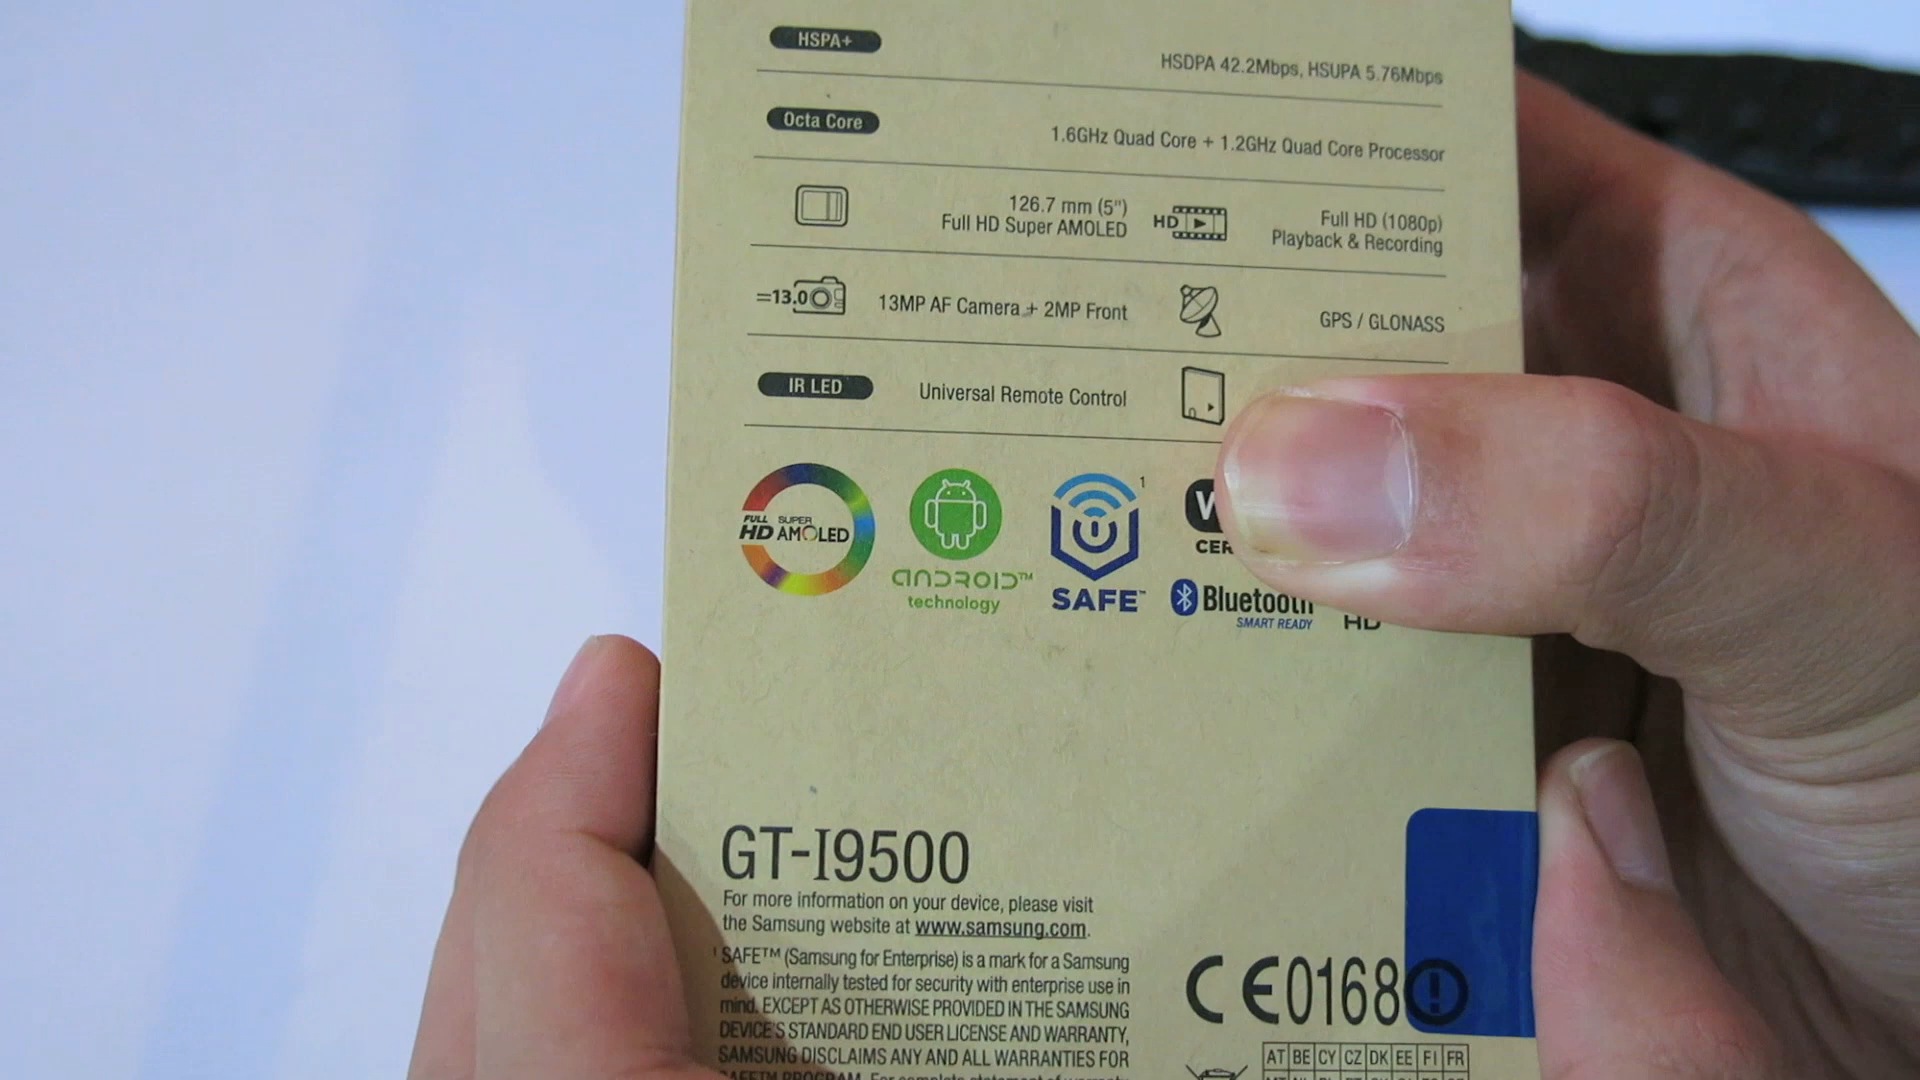 HSPA+
HSDPA 42.2Mbps, HSUPA 5.76Mbps
Octa Core
1.6GHz Quad Core + 1.2GHz Quad Core Processor
126.7 mm (5")
Full HD Super AMOLED
HD
Full HD (1080p)
Playback & Recording
=13.0
13MP AF Camera + 2MP Front
GPS / GLONASS
IR LED
Universal Remote Control
FULL HD SUPER AMOLED
ANDROID™
technology
1
SAFE™
Bluetooth
SMART READY
HD
GT-I9500
For more information on your device, please visit
the Samsung website at www.samsung.com.
1 SAFE™ (Samsung for Enterprise) is a mark for a Samsung
device internally tested for security with enterprise use in
mind. EXCEPT AS OTHERWISE PROVIDED IN THE SAMSUNG
DEVICE'S STANDARD END USER LICENSE AND WARRANTY,
SAMSUNG DISCLAIMS ANY AND ALL WARRANTIES FOR
CE0168!
AT BE CY CZ DK EE FI FR